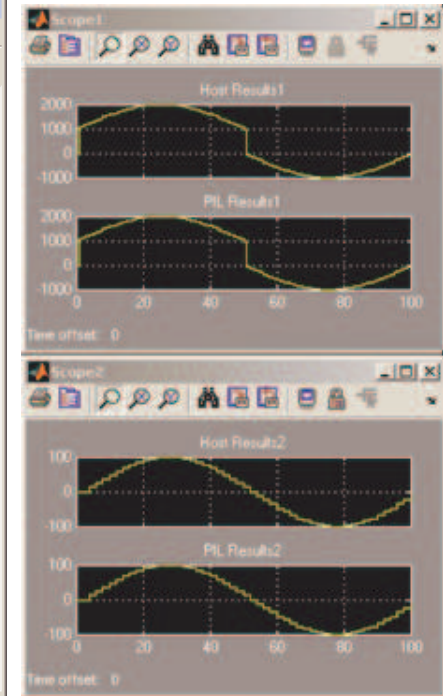 Scope1
Host Results1
2000
1000
0
-1000
PIL Results1
2000
1000
0
-1000
0 20 40 60 80 100
Time offset: 0
Scope2
Host Results2
100
0
-100
PIL Results2
100
0
-100
0 20 40 60 80 100
Time offset: 0